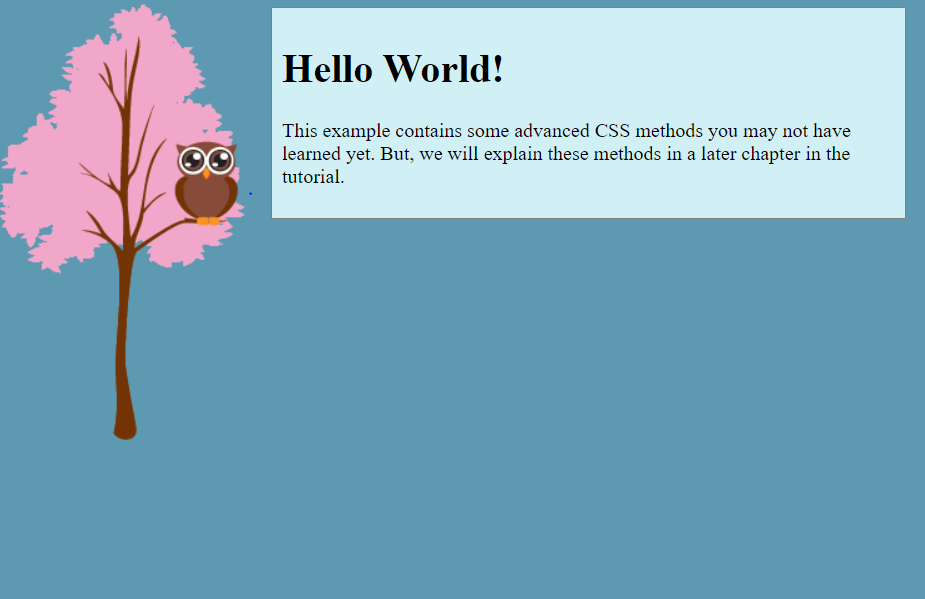 Hello World!
This example contains some advanced CSS methods you may not have
learned yet. But, we will explain these methods in a later chapter in the
tutorial.